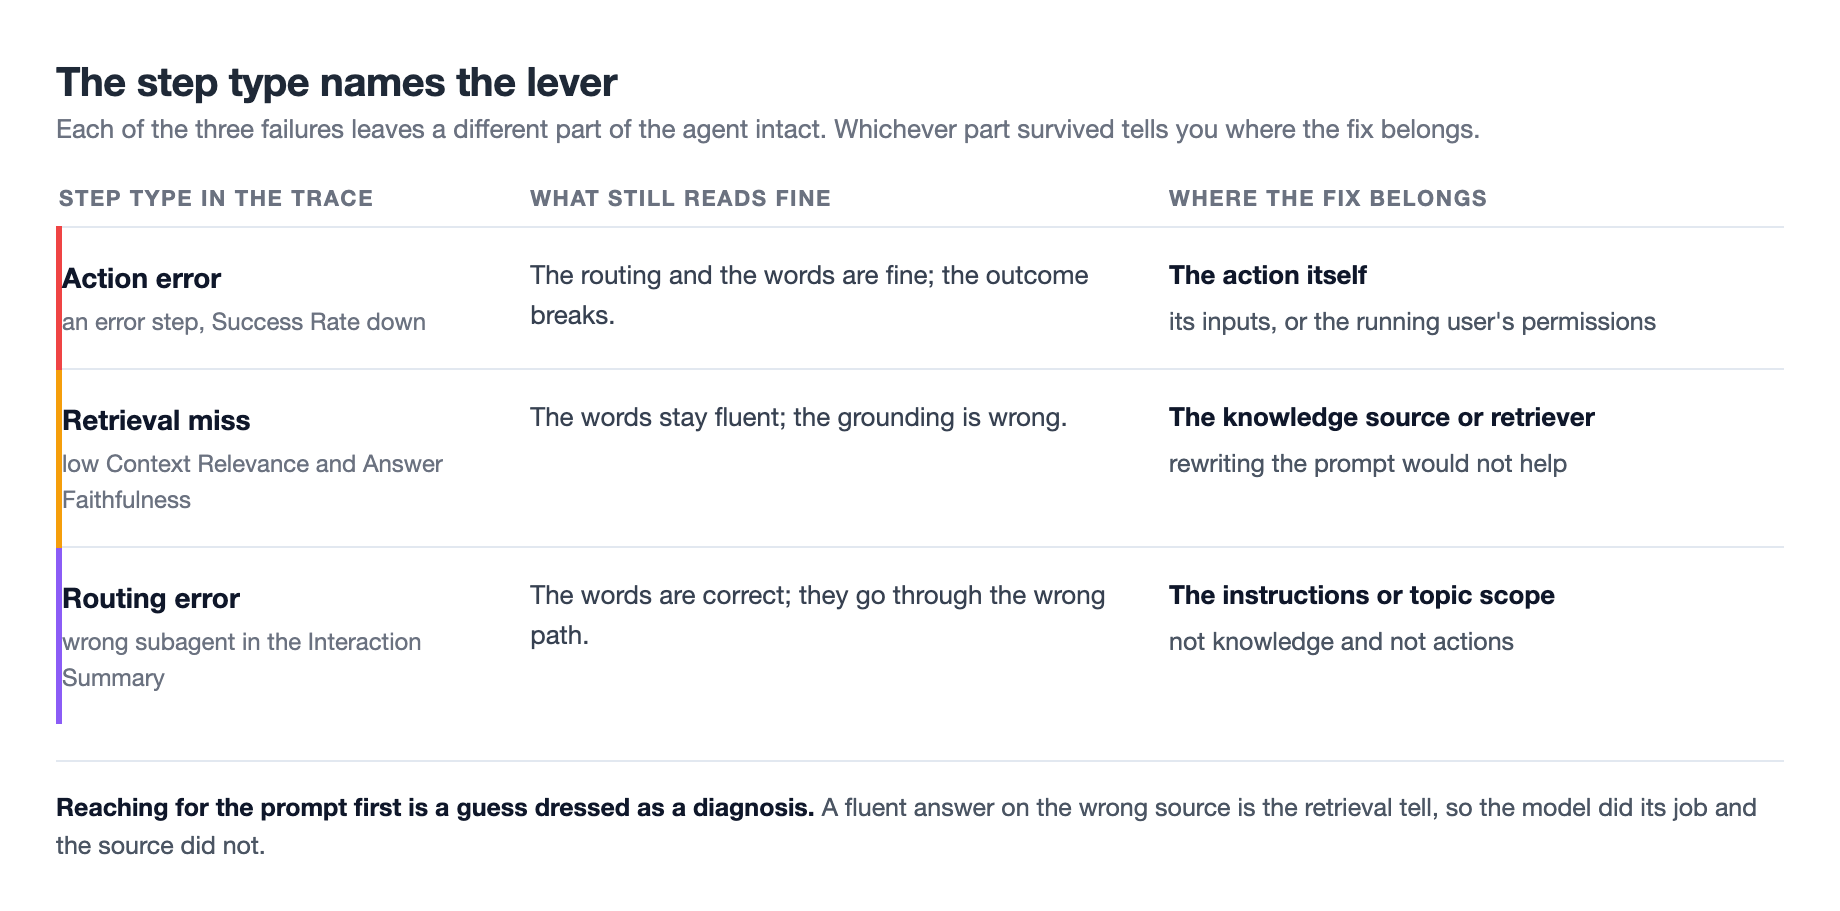 The step type names the lever
Each of the three failures leaves a different part of the agent intact. Whichever part survived tells you where the fix belongs.
STEP TYPE IN THE TRACE
WHAT STILL READS FINE
WHERE THE FIX BELONGS
Action error
an error step, Success Rate down
The routing and the words are fine; the outcome
breaks.
The action itself
its inputs, or the running user's permissions
Retrieval miss
low Context Relevance and Answer
Faithfulness
The words stay fluent; the grounding is wrong.
The knowledge source or retriever
rewriting the prompt would not help
Routing error
wrong subagent in the Interaction
Summary
The words are correct; they go through the wrong
path.
The instructions or topic scope
not knowledge and not actions
Reaching for the prompt first is a guess dressed as a diagnosis. A fluent answer on the wrong source is the retrieval tell, so the model did its job and
the source did not.